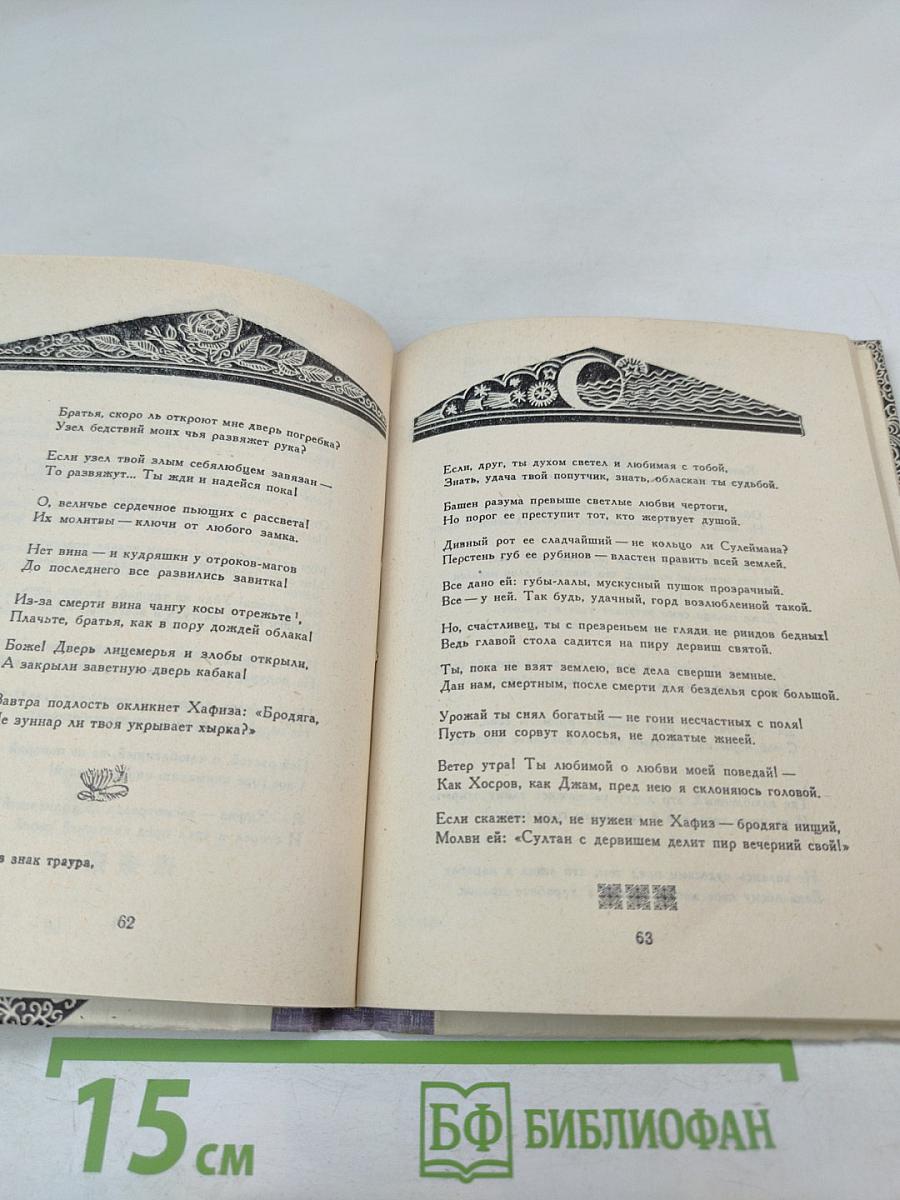 Братья, скоро ль откроют мне дверь погребка?
Узел бедствий моих чья развяжет рука?
Если узел твой злым себялюбцем завязан —
То развяжут... Ты жди и надейся пока!
О, величье сердечное пьющих с рассвета!
Их молитвы — ключи от любого замка.
Нет вина — и кудряшки у отроков-магов
До последнего все развились завитка!
Из-за смерти вина чангу косы отрежьте¹,
Плачьте, братья, как в пору дождей облака!
Боже! Дверь лицемерья и злобы открыли,
А закрыли заветную дверь кабака!
Завтра подлость окликнет Хафиза: «Бродяга,
Не зуннар ли твоя укрывает хырка?»
в знак траура,
62
Если, друг, ты духом светел и любимая с тобой,
Знать, удача твой попутчик, знать, обласкан ты судьбой.
Башен разума превыше светлые любви чертоги,
Но порог ее преступит тот, кто жертвует душой.
Дивный рот ее сладчайший — не кольцо ли Сулеймана?
Перстень губ ее рубинов — властен править всей землей.
Все дано ей: губы-лалы, мускусный пушок прозрачный.
Все — у ней. Так будь, удачный, горд возлюбленной такой.
Но, счастливец, ты с презреньем не гляди не риндов бедных!
Ведь главой стола садится на пиру дервиш святой.
Ты, пока не взят землею, все дела сверши земные.
Дан нам, смертным, после смерти для безделья срок большой.
Урожай ты снял богатый — не гони несчастных с поля!
Пусть они сорвут колосья, не дожатые жнеей.
Ветер утра! Ты любимой о любви моей поведай! —
Как Хосров, как Джам, пред нею я склоняюсь головой.
Если скажет: мол, не нужен мне Хафиз — бродяга нищий,
Молви ей: «Султан с дервишем делит пир вечерний свой!»
63
15 см
БФ БИБЛИОФАН